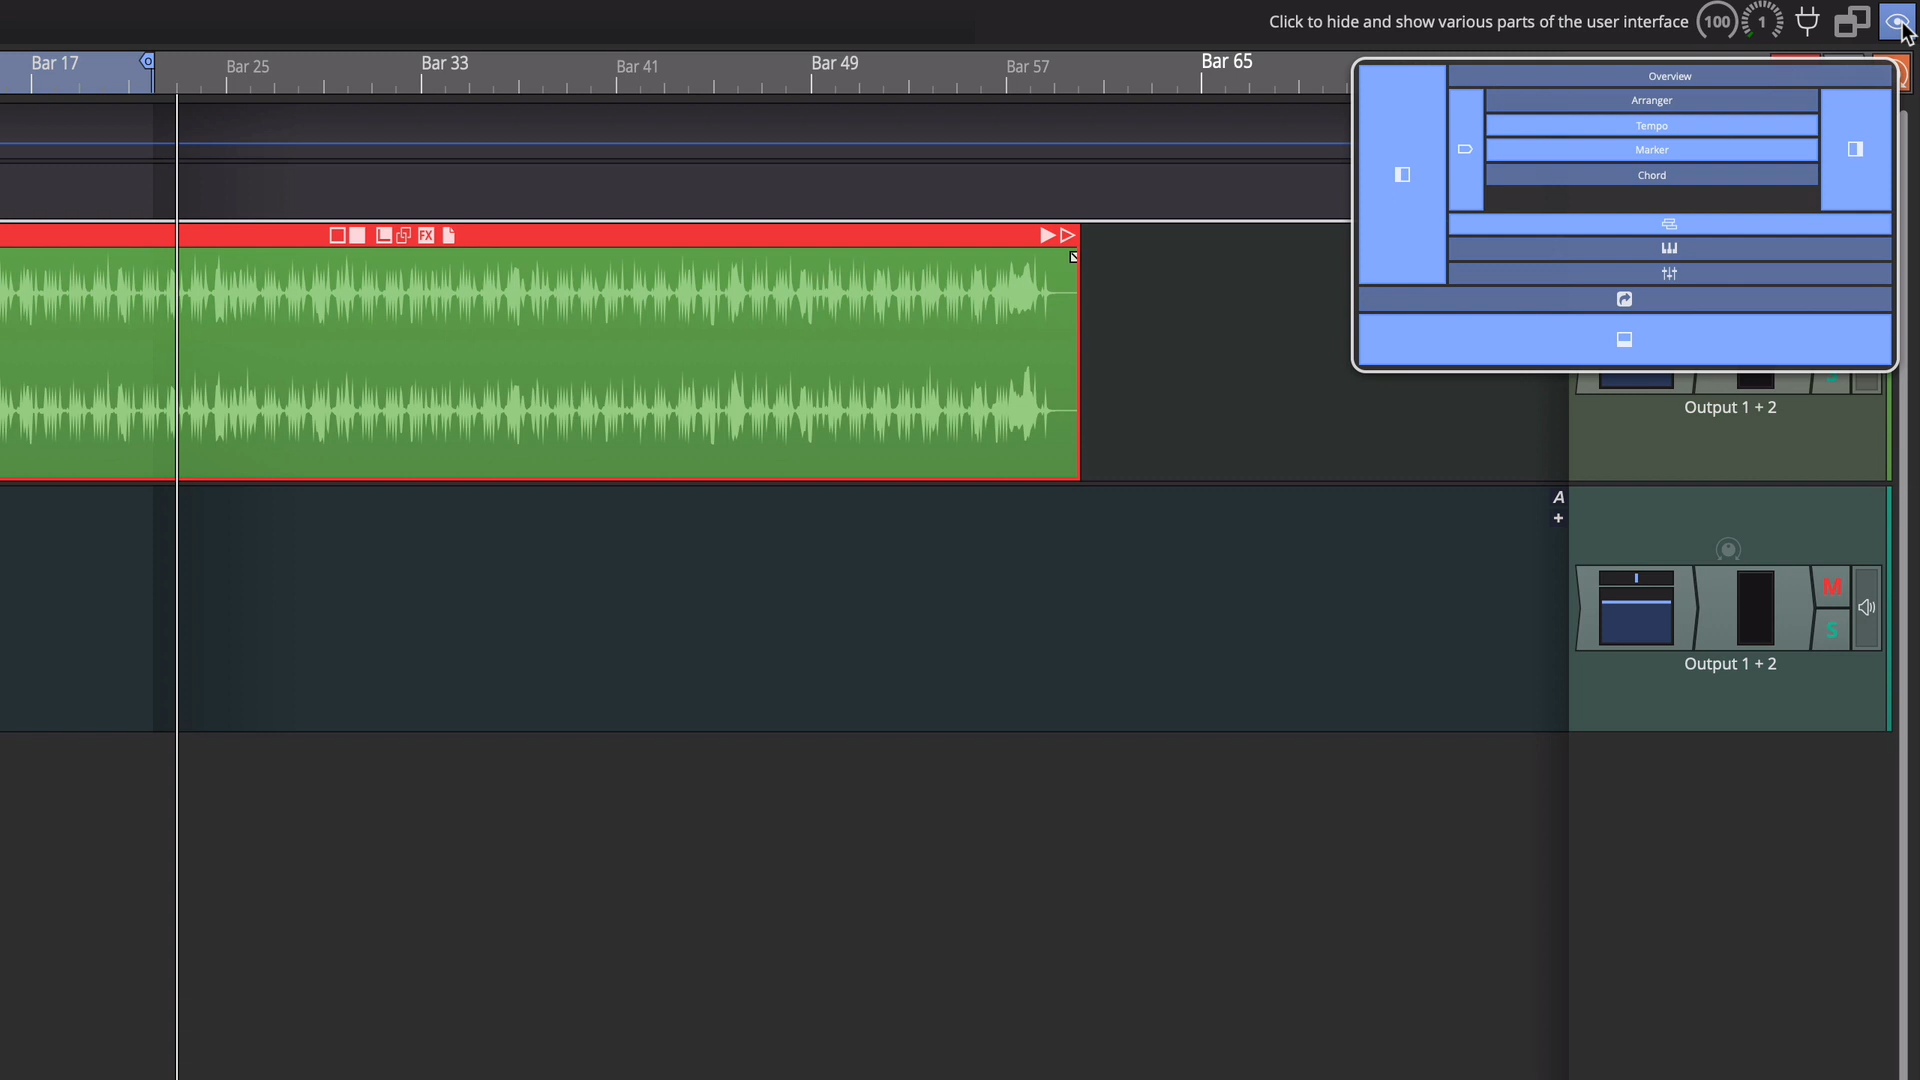 Click to hide and show various parts of the user interface
100
1
Bar 17
Bar 25
Bar 33
Bar 41
Bar 49
Bar 57
Bar 65
Overview
Arranger
Tempo
Marker
Chord
FX
S
Output 1 + 2
A
+
M
S
Output 1 + 2